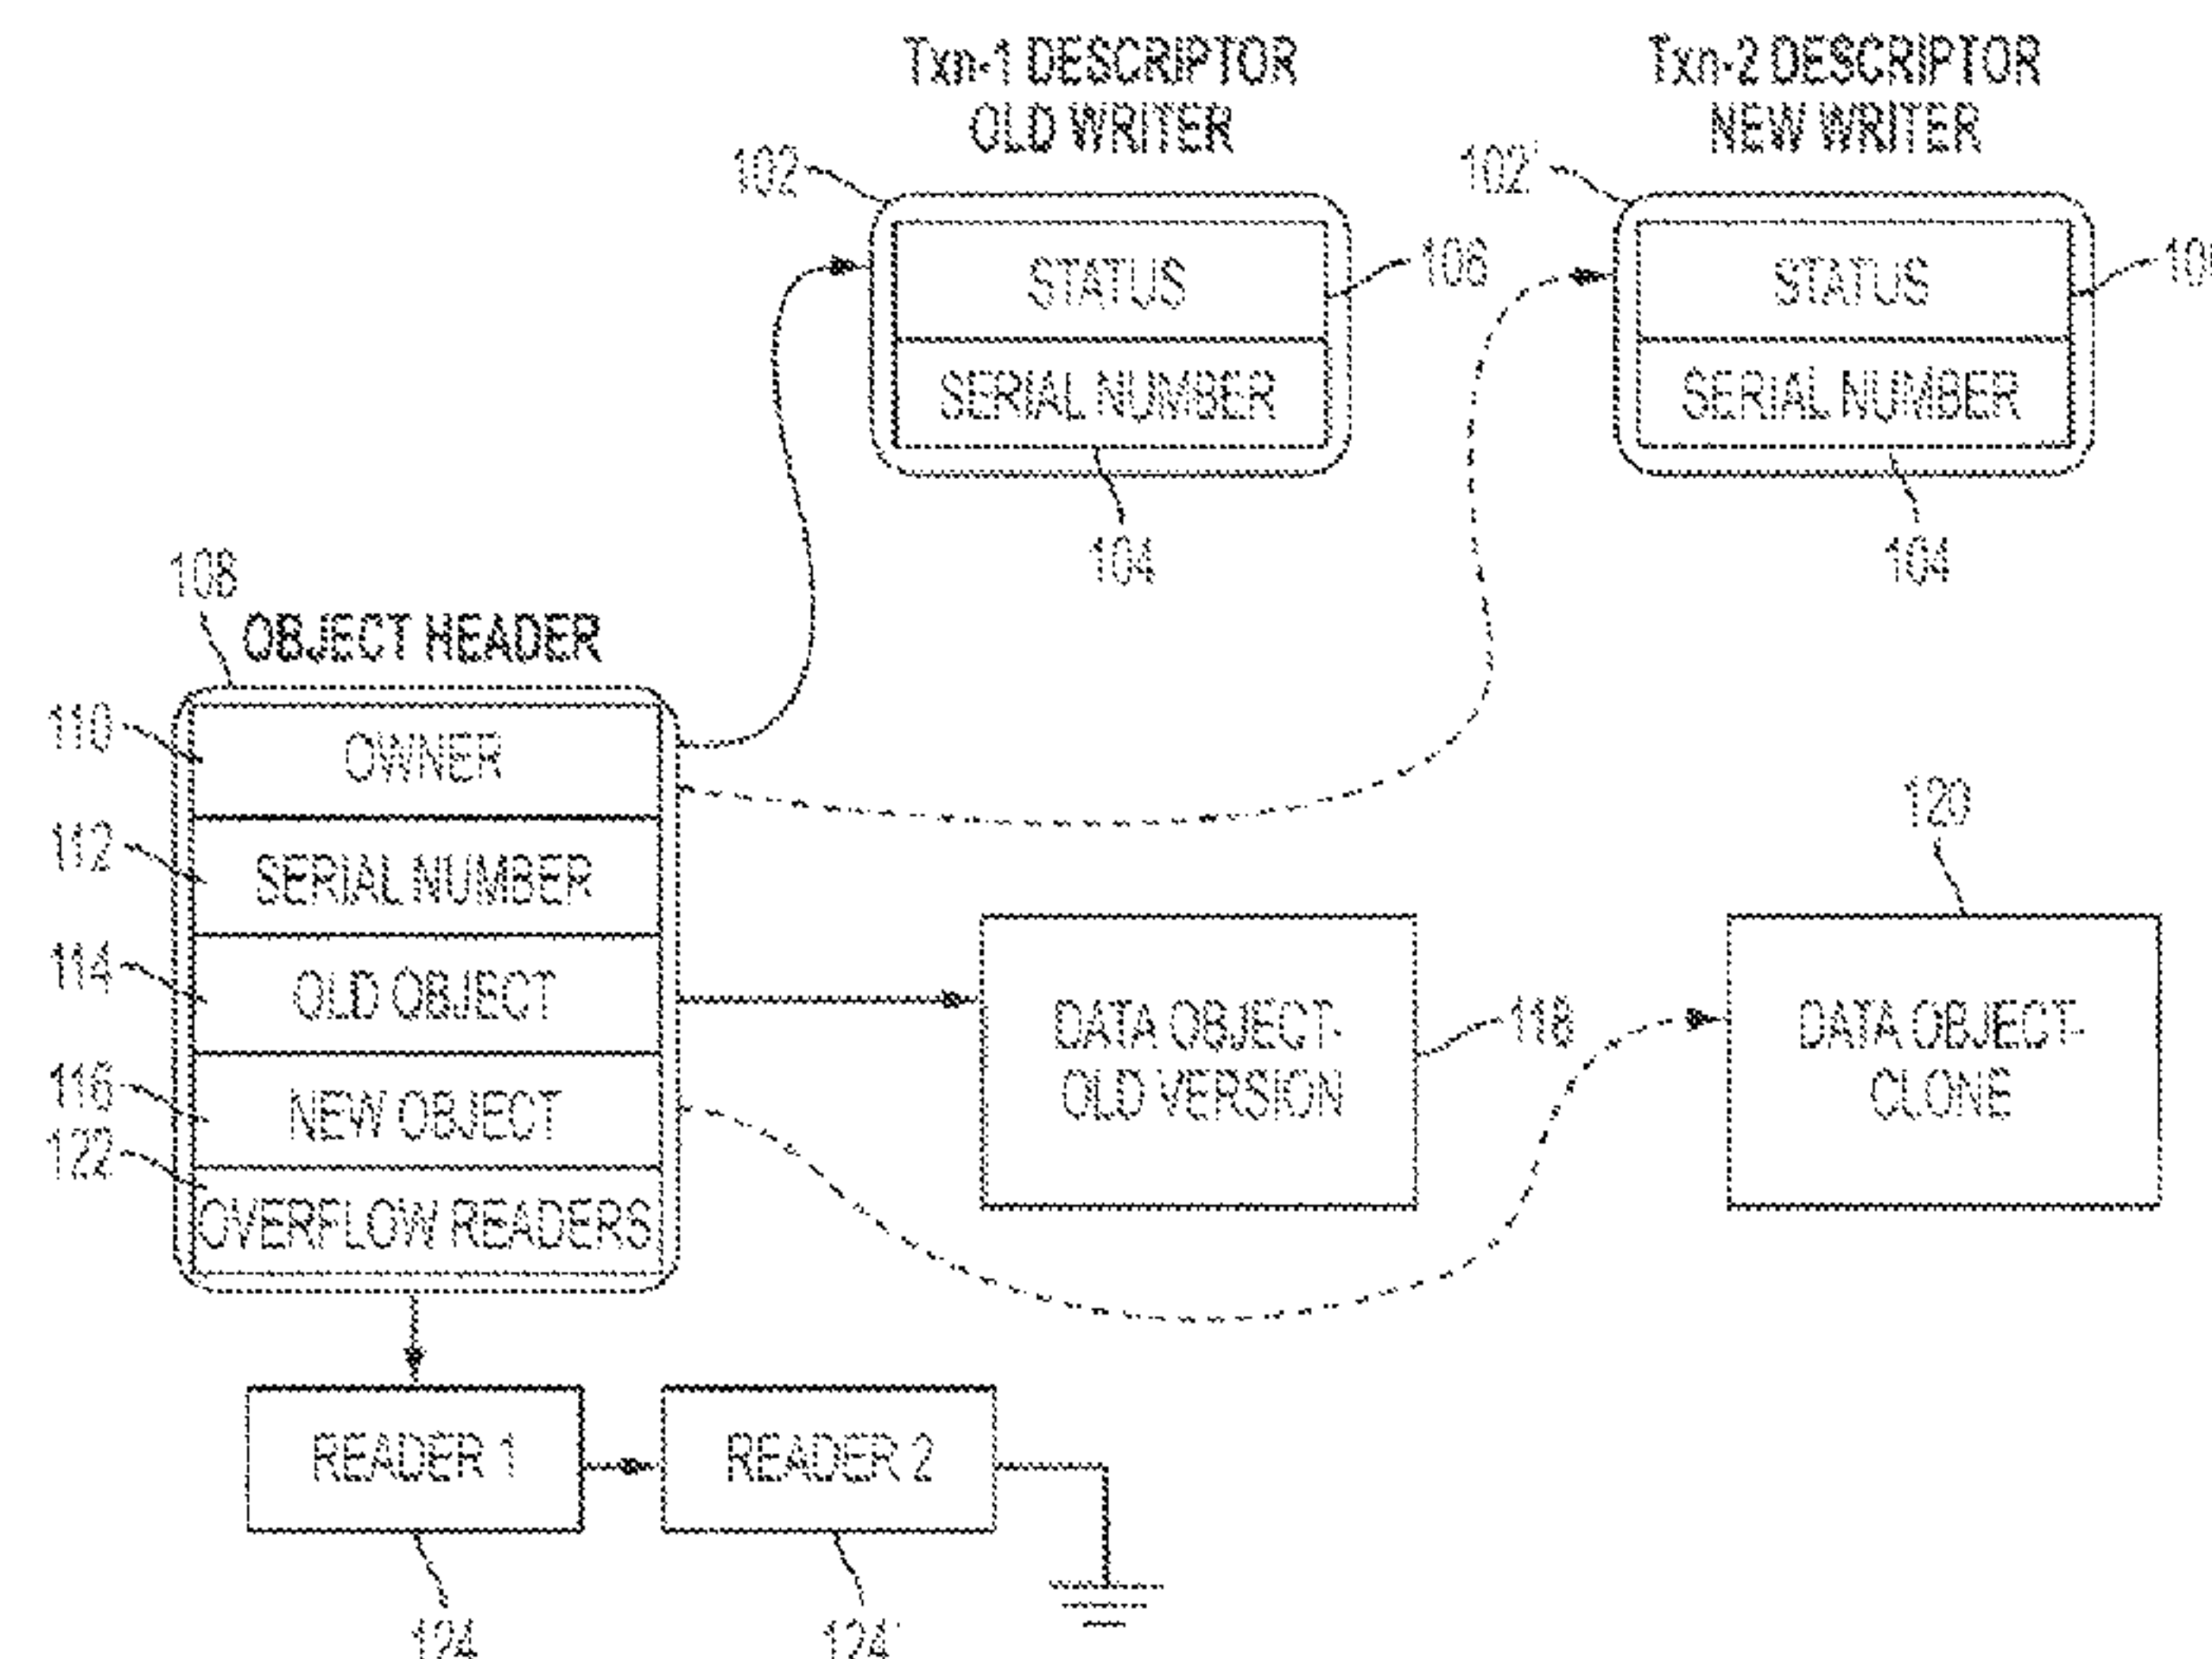 Txn-1 DESCRIPTOR
OLD WRITER
Txn-2 DESCRIPTOR
NEW WRITER
102
102'
STATUS
106
STATUS
SERIAL NUMBER
SERIAL NUMBER
104
104
108
OBJECT HEADER
110
OWNER
112
SERIAL NUMBER
114
OLD OBJECT
116
NEW OBJECT
122
OVERFLOW READERS
120
DATA OBJECT-
OLD VERSION
118
DATA OBJECT-
CLONE
READER 1
READER 2
124
124'